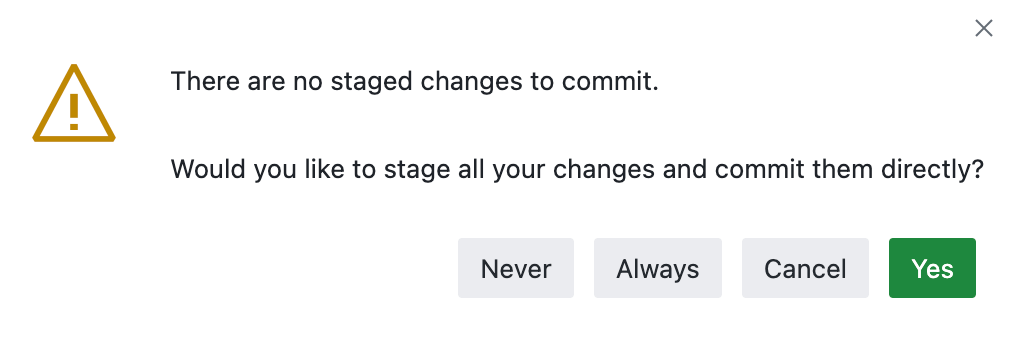 There are no staged changes to commit.
Would you like to stage all your changes and commit them directly?
Never
Always
Cancel
Yes